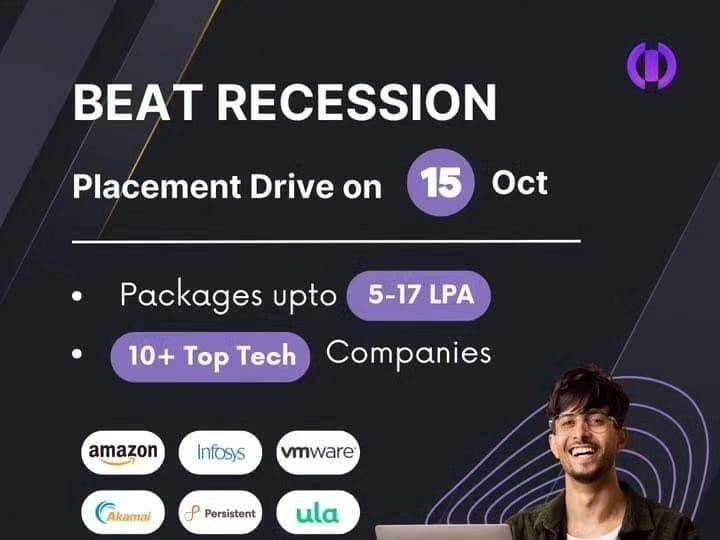 BEAT RECESSION
Placement Drive on 15 Oct
• Packages upto 5-17 LPA
• 10+ Top Tech Companies
amazon Infosys vmware
Akamai Persistent ula